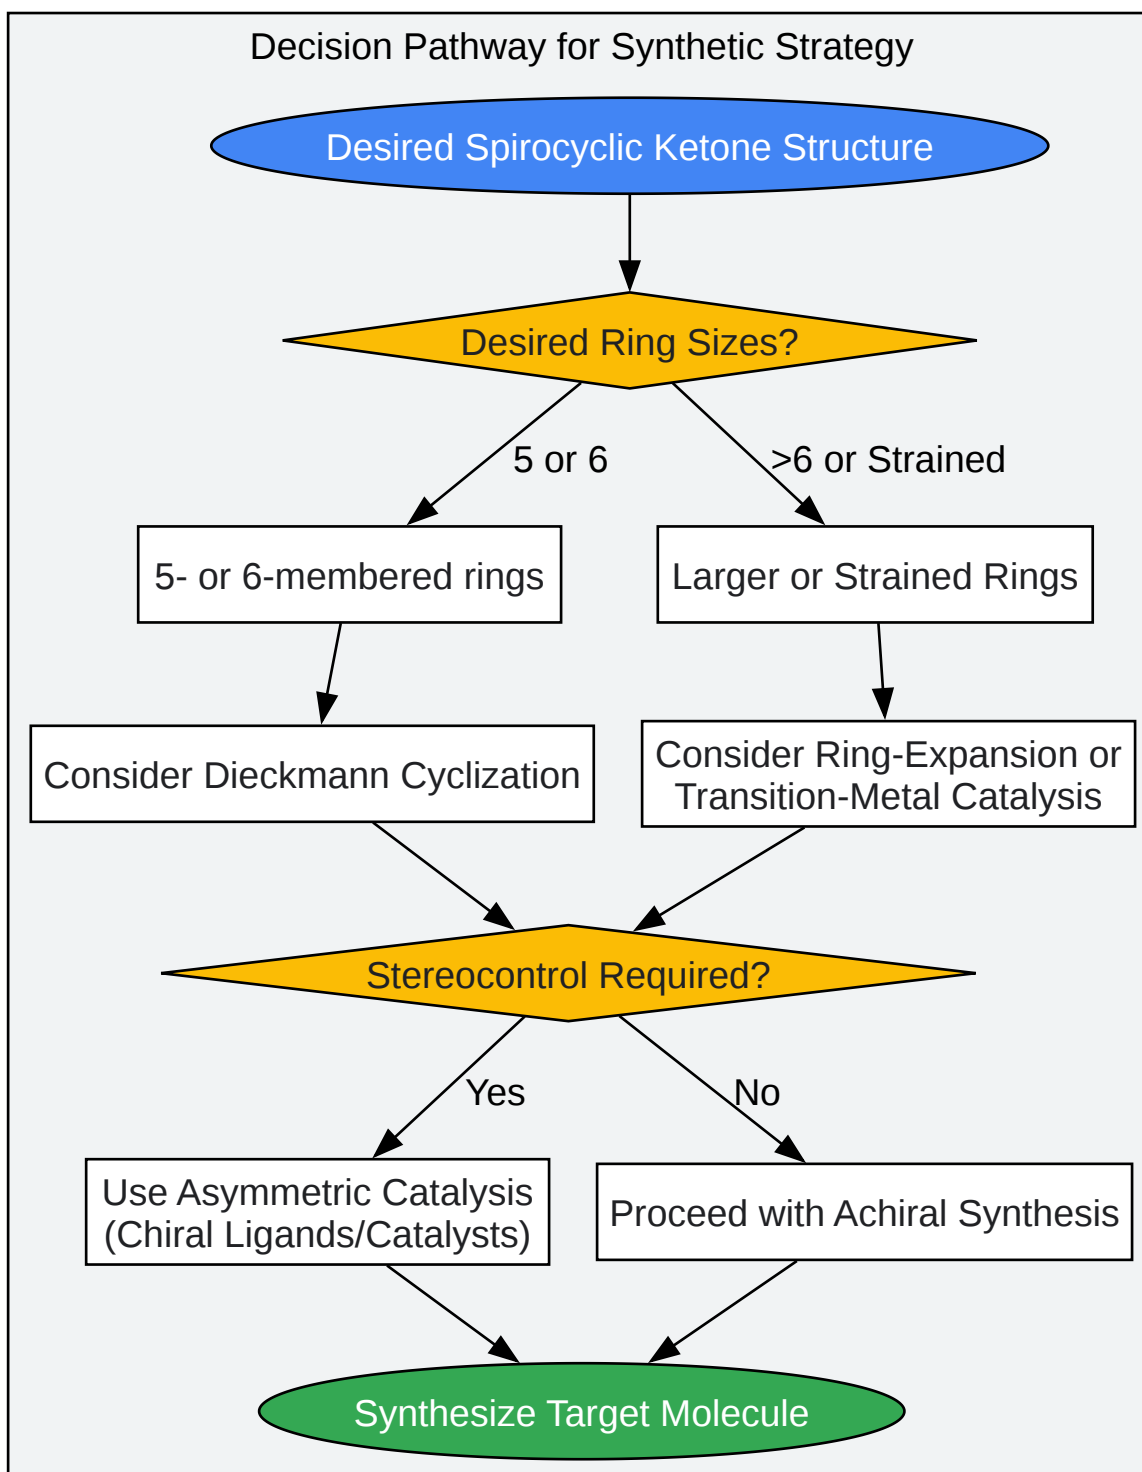 Decision Pathway for Synthetic Strategy
Desired Spirocyclic Ketone Structure
Desired Ring Sizes?
5 or 6
>6 or Strained
5- or 6-membered rings
Larger or Strained Rings
Consider Dieckmann Cyclization
Consider Ring-Expansion or
Transition-Metal Catalysis
Stereocontrol Required?
Yes
No
Use Asymmetric Catalysis
(Chiral Ligands/Catalysts)
Proceed with Achiral Synthesis
Synthesize Target Molecule